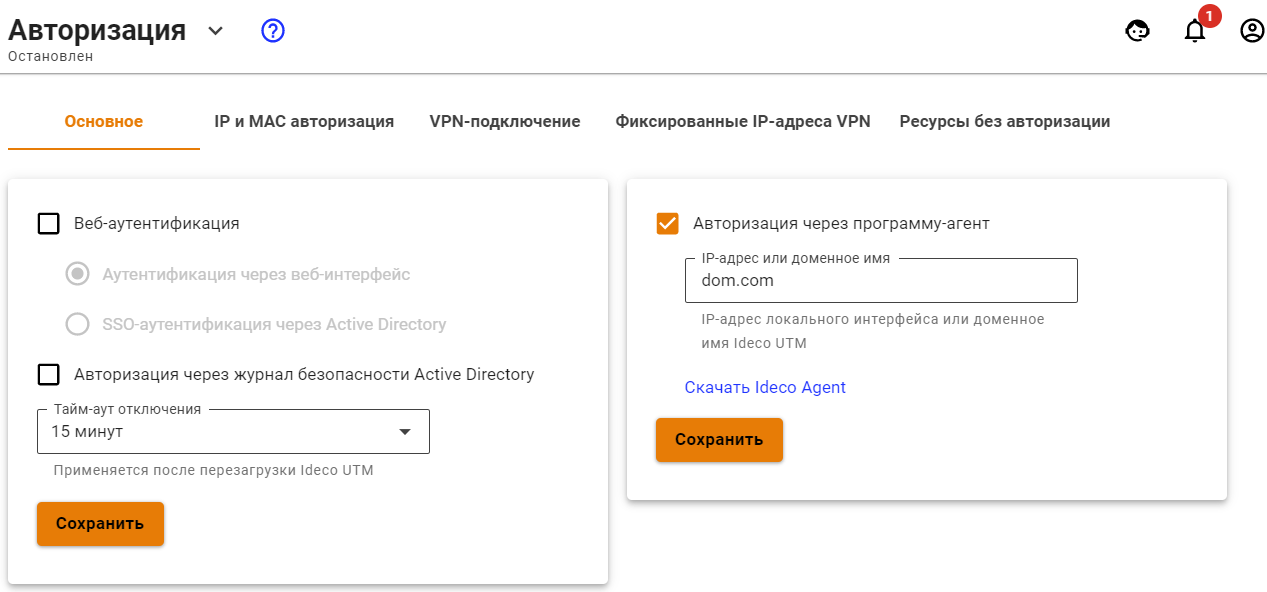 Авторизация
Остановлен
1
Основное
IP и MAC авторизация
VPN-подключение
Фиксированные IP-адреса VPN
Ресурсы без авторизации
Веб-аутентификация
Аутентификация через веб-интерфейс
SSO-аутентификация через Active Directory
Авторизация через журнал безопасности Active Directory
Тайм-аут отключения
15 минут
Применяется после перезагрузки Ideco UTM
Сохранить
Авторизация через программу-агент
IP-адрес или доменное имя
dom.com
IP-адрес локального интерфейса или доменное
имя Ideco UTM
Скачать Ideco Agent
Сохранить